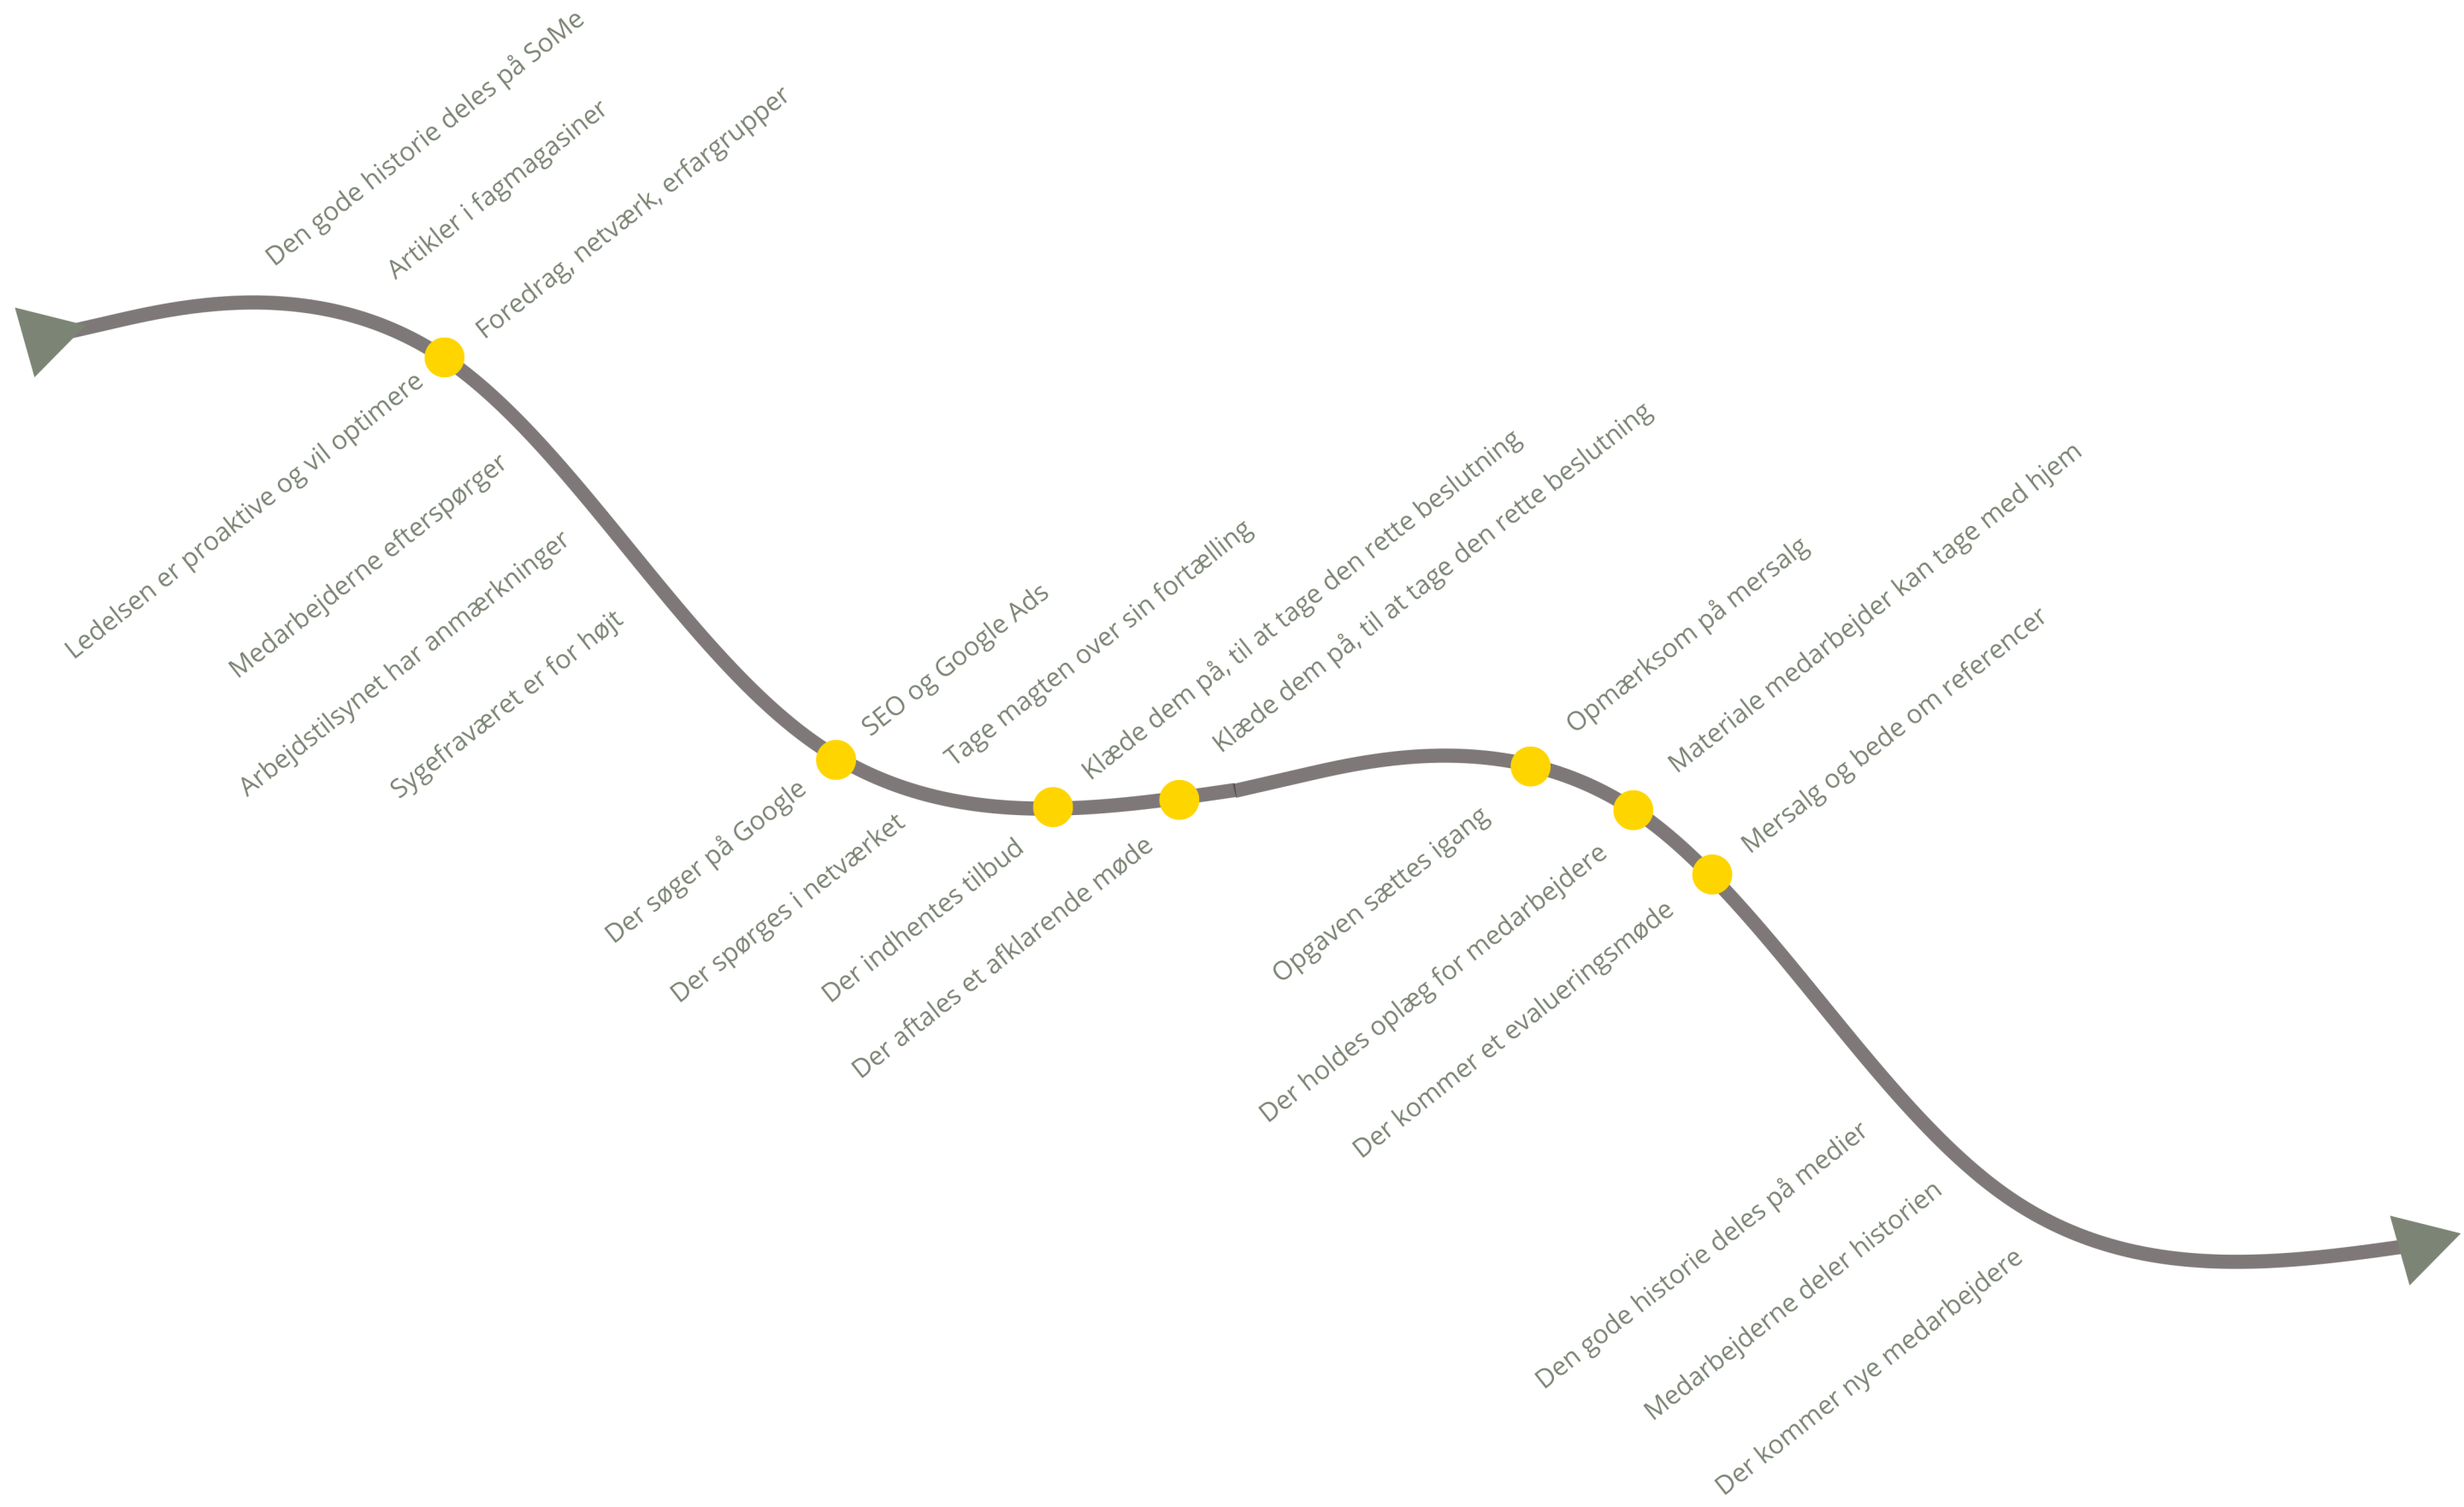 Den gode historie deles på SoMe
Artikler i fagmagasiner
Foredrag, netværk, erfargrupper
Ledelsen er proaktive og vil optimere
Medarbejderne efterspørger
Arbejdstilsynet har anmærkninger
Sygefraværet er for højt
SEO og Google Ads
Tage magten over sin fortælling
Klæde dem på, til at tage den rette beslutning
Klæde dem på, til at tage den rette beslutning
Der søger på Google
Der spørges i netværket
Der indhentes tilbud
Der aftales et afklarende møde
Opmærksom på mersalg
Materiale medarbejder kan tage med hjem
Mersalg og bede om referencer
Opgaven sættes igang
Der holdes oplæg for medarbejdere
Der kommer et evalueringsmøde
Den gode historie deles på medier
Medarbejderne deler historien
Der kommer nye medarbejdere